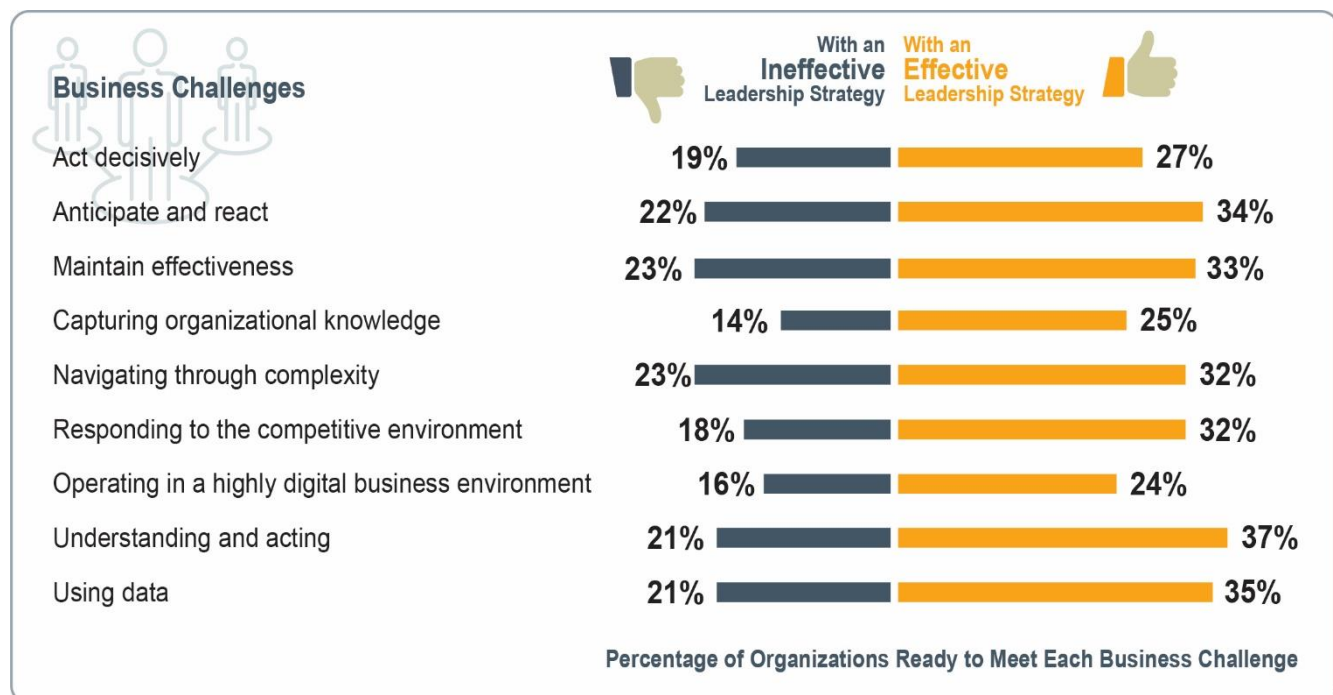 Business Challenges
With an
Ineffective
Leadership Strategy
With an
Effective
Leadership Strategy
Act decisively 19% 27%
Anticipate and react 22% 34%
Maintain effectiveness 23% 33%
Capturing organizational knowledge 14% 25%
Navigating through complexity 23% 32%
Responding to the competitive environment 18% 32%
Operating in a highly digital business environment 16% 24%
Understanding and acting 21% 37%
Using data 21% 35%
Percentage of Organizations Ready to Meet Each Business Challenge